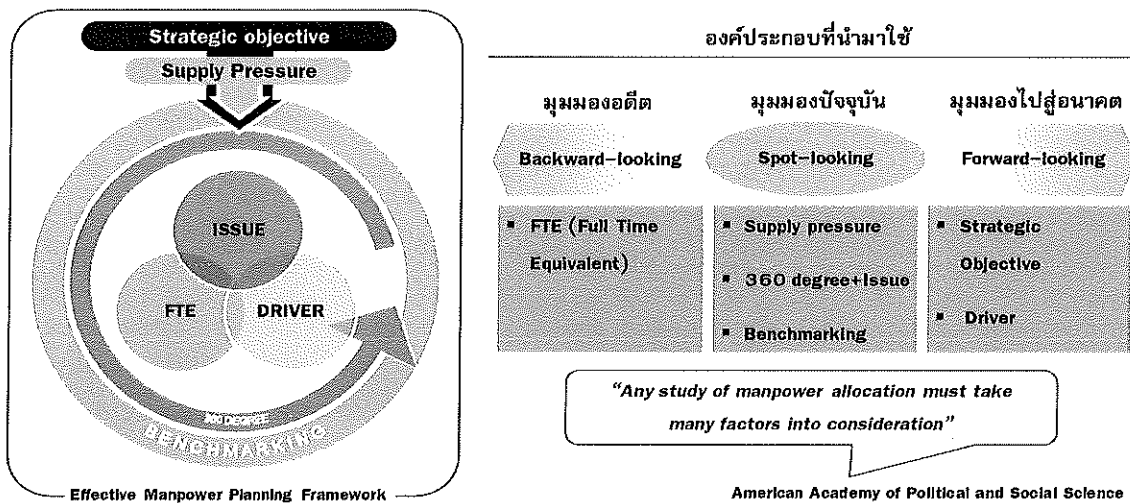 Strategic objective
Supply Pressure
ISSUE
FTE
DRIVER
360 DEGREE
BENCHMARKING
Effective Manpower Planning Framework
องค์ประกอบที่นำมาใช้
มุมมองอดีต
มุมมองปัจจุบัน
มุมมองไปสู่อนาคต
Backward-looking
Spot-looking
Forward-looking
▪ FTE (Full Time
Equivalent)
▪ Supply pressure
▪ 360 degree+Issue
▪ Benchmarking
▪ Strategic
Objective
▪ Driver
“Any study of manpower allocation must take
many factors into consideration”
American Academy of Political and Social Science